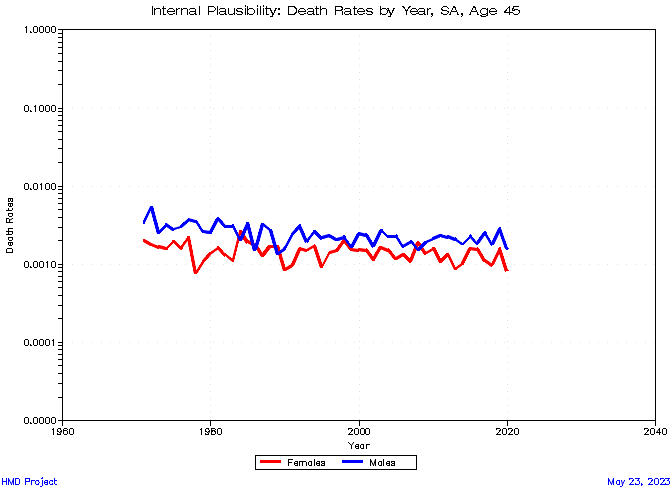 Internal Plausibility: Death Rates by Year, SA, Age 45
1.0000
0.1000
0.0100
0.0010
0.0001
0.0000
Death Rates
1960 1980 2000 2020 2040
Year
Females Males
HMD Project May 23, 2023